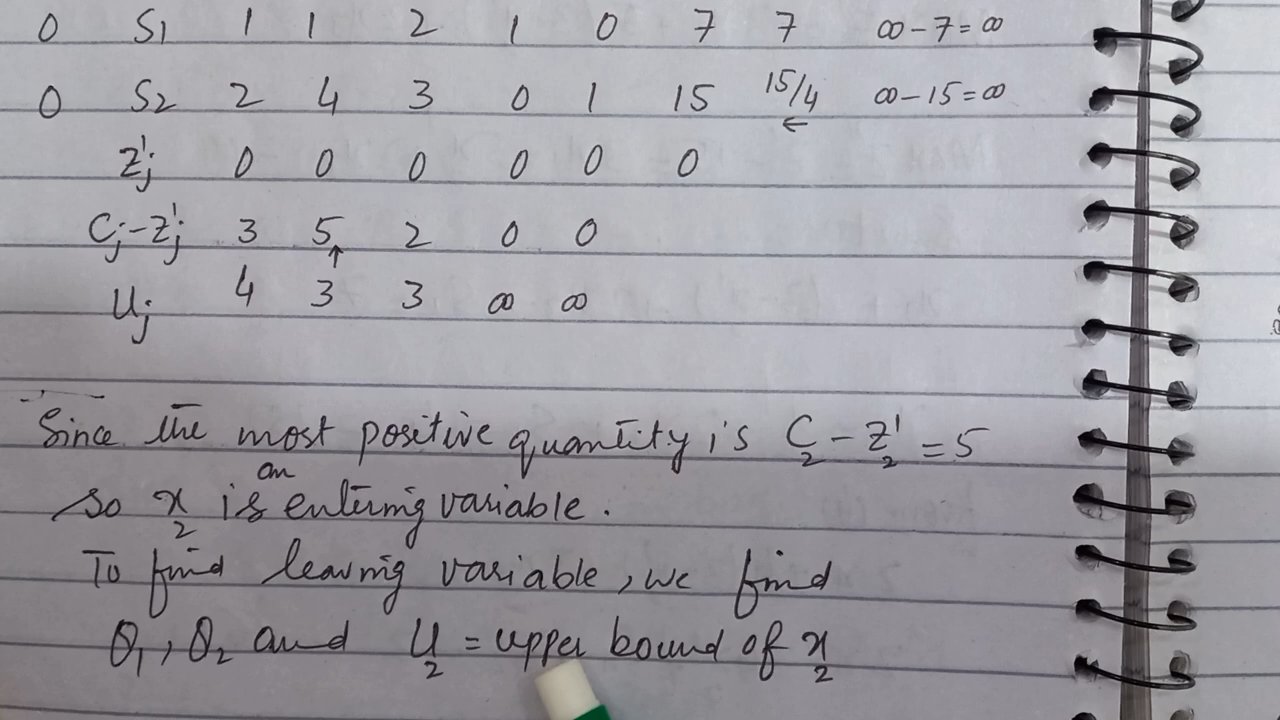 0 S1 1 1 2 1 0 7 7 ∞-7=∞
0 S2 2 4 3 0 1 15 15/4 ∞-15=∞
←
Z'j 0 0 0 0 0 0
Cj-Z'j 3 5 2 0 0
↑
Uj 4 3 3 ∞ ∞
Since the most positive quantity is C2-Z'2=5
so x2 is an entering variable.
To find leaving variable, we find
θ1, θ2 and U2 = upper bound of x2